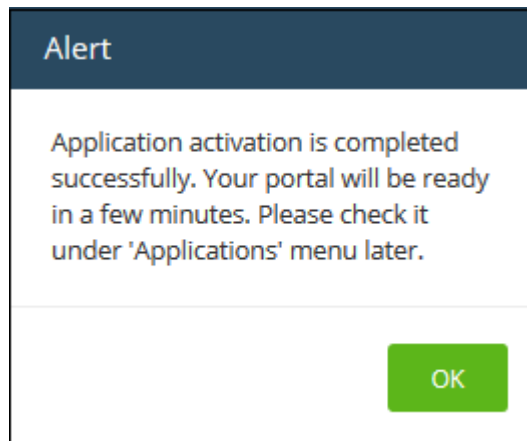 Alert
Application activation is completed
successfully. Your portal will be ready
in a few minutes. Please check it
under 'Applications' menu later.
OK